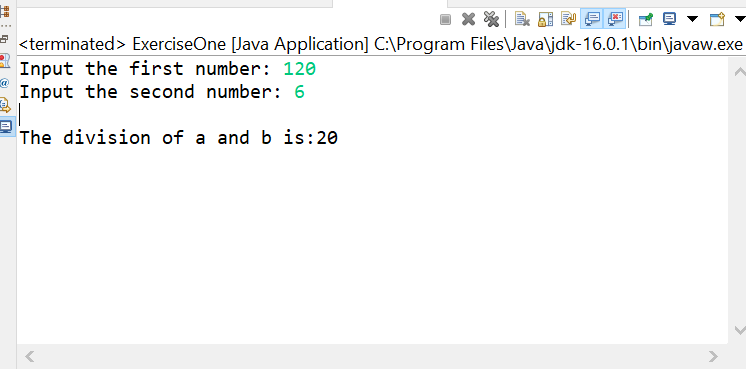 <terminated> ExerciseOne [Java Application] C:\Program Files\Java\jdk-16.0.1\bin\javaw.exe
Input the first number: 120
Input the second number: 6
The division of a and b is:20